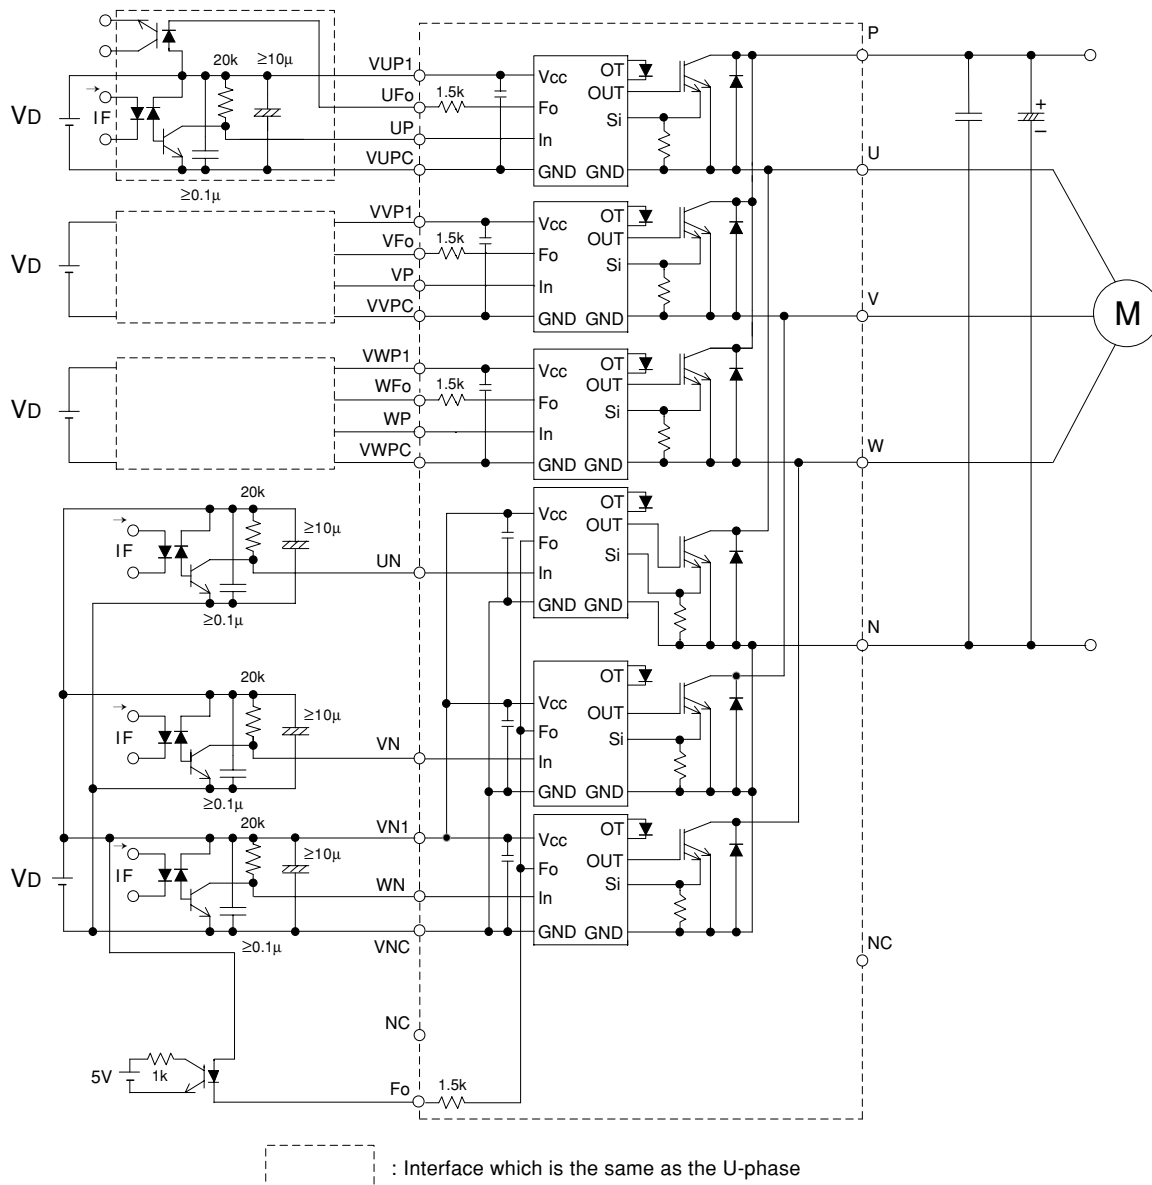 P
20k
≥10µ
VUP1
Vcc
OT
UFo
1.5k
OUT
VD
IF
Fo
Si
UP
In
U
VUPC
GND
GND
≥0.1µ
VVP1
OT
Vcc
VFo
1.5k
OUT
Fo
VD
Si
VP
In
V
VVPC
GND
GND
M
VWP1
OT
Vcc
WFo
1.5k
OUT
VD
Fo
Si
WP
In
W
VWPC
GND
GND
20k
OT
≥10µ
Vcc
OUT
IF
Fo
UN
Si
In
GND
GND
≥0.1µ
N
20k
OT
Vcc
≥10µ
OUT
IF
VN
Fo
Si
In
GND
GND
≥0.1µ
20k
VN1
OT
Vcc
≥10µ
OUT
VD
IF
Fo
WN
Si
In
GND
GND
≥0.1µ
VNC
NC
NC
5V
1k
Fo
1.5k
: Interface which is the same as the U-phase
+
–